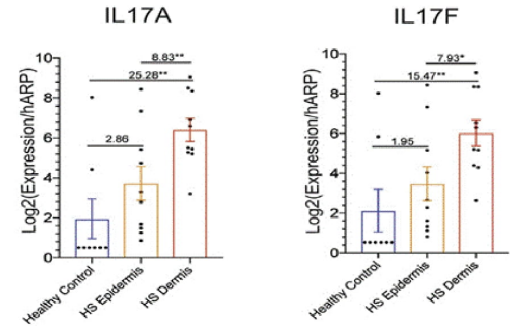 IL17A
IL17F
8.83**
7.93*
25.28**
15.47**
2.86
1.95
Log2(Expression/hARP)
Log2(Expression/hARP)
10
8
6
4
2
0
10
8
6
4
2
0
Healthy Control
HS Epidermis
HS Dermis
Healthy Control
HS Epidermis
HS Dermis